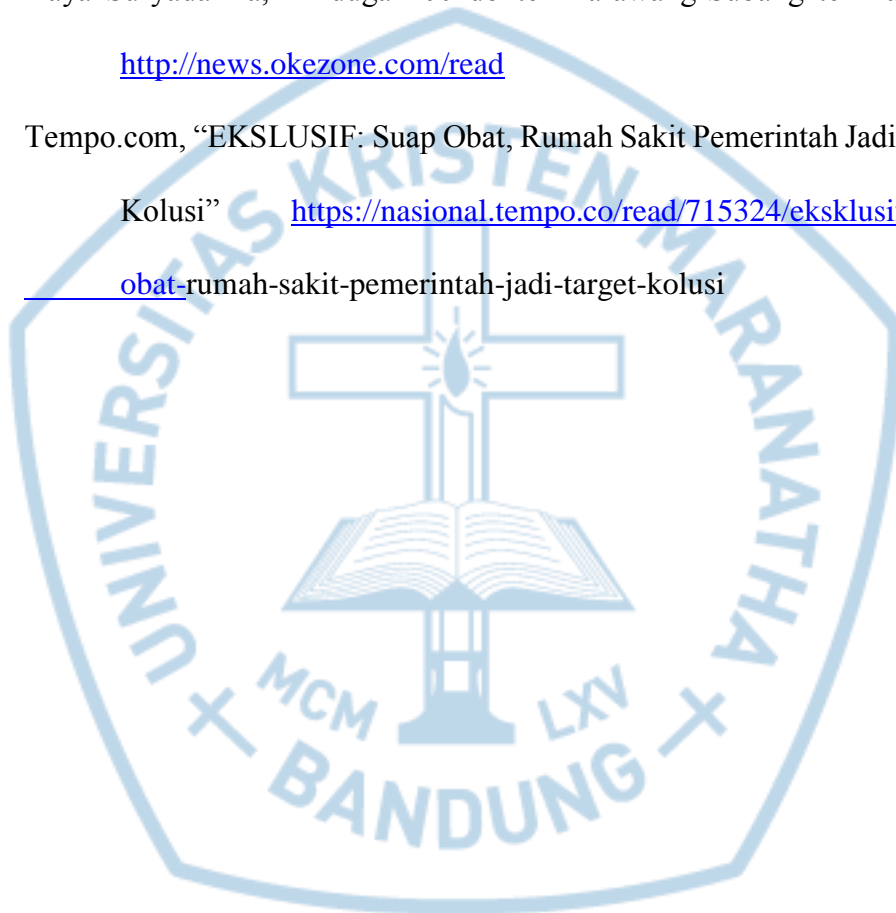 http://news.okezone.com/read
Tempo.com, “EKSLUSIF: Suap Obat, Rumah Sakit Pemerintah Jadi
Kolusi” https://nasional.tempo.co/read/715324/eksklusi
obat-rumah-sakit-pemerintah-jadi-target-kolusi
UNIVERSITAS KRISTEN MARANATHA
MCM LXV
BANDUNG